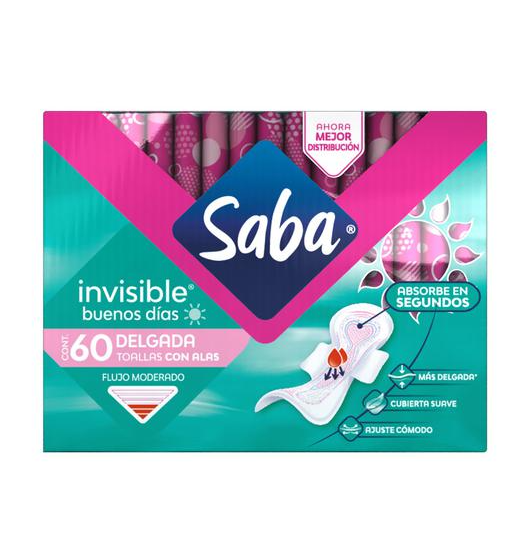 AHORA
MEJOR
DISTRIBUCIÓN
Saba®
invisible®
buenos días
CONT. 60 DELGADA
TOALLAS CON ALAS
FLUJO MODERADO
ABSORBE EN
SEGUNDOS
MÁS DELGADA*
CUBIERTA SUAVE
AJUSTE CÓMODO